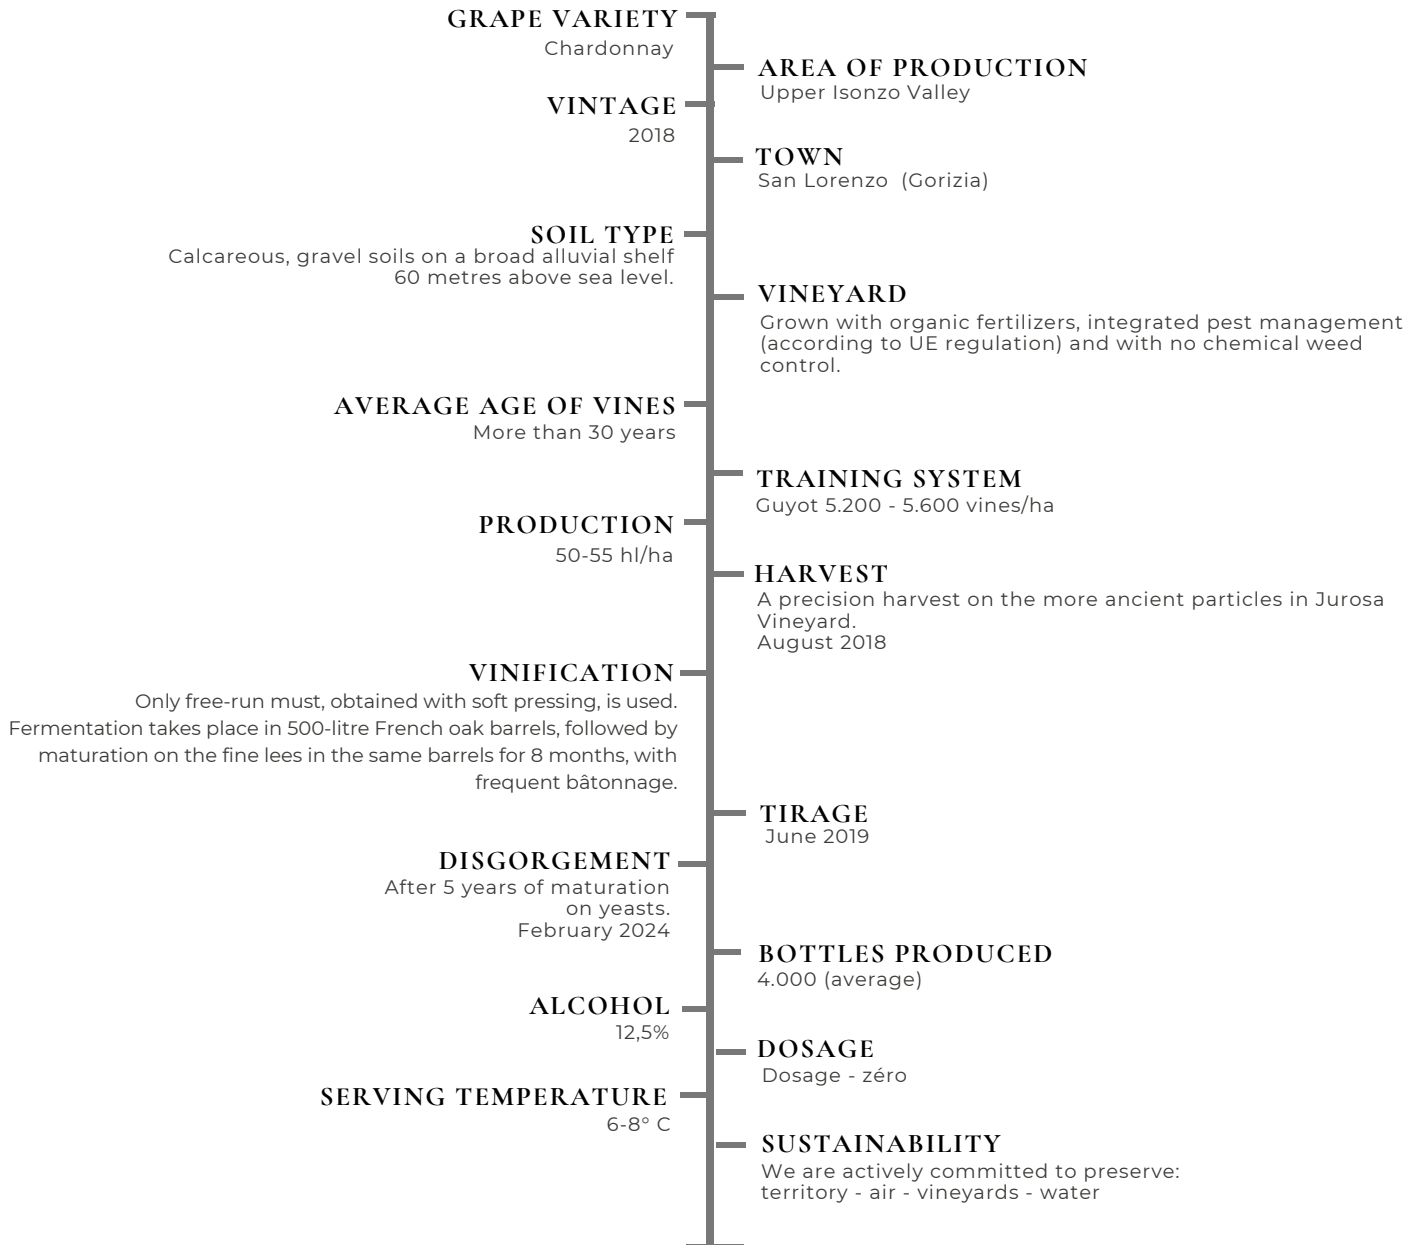 GRAPE VARIETY
Chardonnay
AREA OF PRODUCTION
Upper Isonzo Valley
VINTAGE
2018
TOWN
San Lorenzo (Gorizia)
SOIL TYPE
Calcareous, gravel soils on a broad alluvial shelf
60 metres above sea level.
VINEYARD
Grown with organic fertilizers, integrated pest management
(according to UE regulation) and with no chemical weed
control.
AVERAGE AGE OF VINES
More than 30 years
TRAINING SYSTEM
Guyot 5.200 - 5.600 vines/ha
PRODUCTION
50-55 hl/ha
HARVEST
A precision harvest on the more ancient particles in Jurosa
Vineyard.
August 2018
VINIFICATION
Only free-run must, obtained with soft pressing, is used.
Fermentation takes place in 500-litre French oak barrels, followed by
maturation on the fine lees in the same barrels for 8 months, with
frequent bâtonnage.
TIRAGE
June 2019
DISGORGEMENT
After 5 years of maturation
on yeasts.
February 2024
BOTTLES PRODUCED
4.000 (average)
ALCOHOL
12,5%
DOSAGE
Dosage - zéro
SERVING TEMPERATURE
6-8° C
SUSTAINABILITY
We are actively committed to preserve:
territory - air - vineyards - water